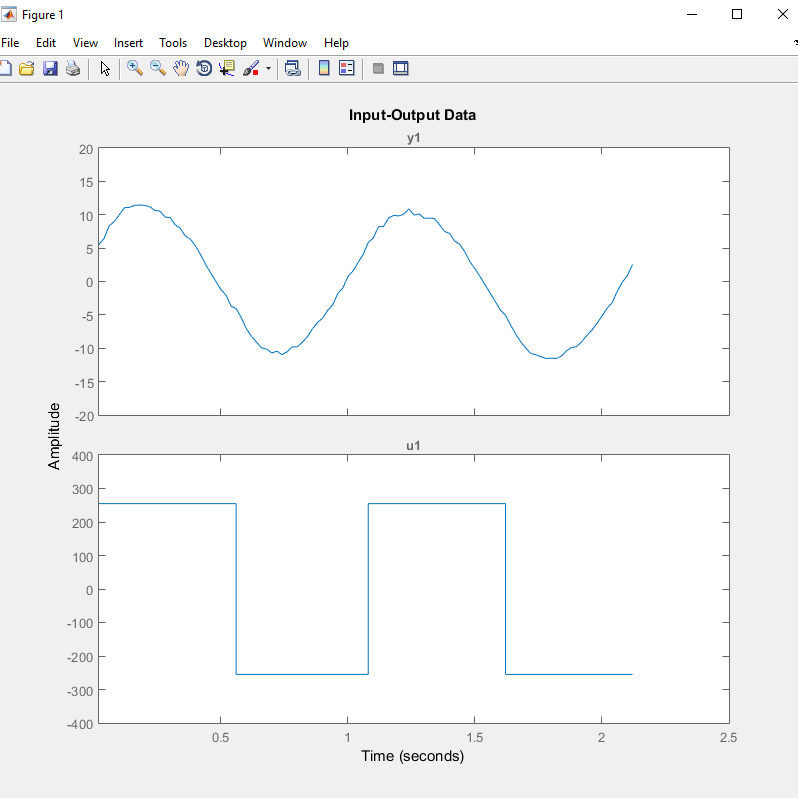 Figure 1
File Edit View Insert Tools Desktop Window Help
Input-Output Data
y1
20
15
10
5
0
-5
-10
-15
-20
Amplitude
u1
400
300
200
100
0
-100
-200
-300
-400
0.5 1 1.5 2 2.5
Time (seconds)